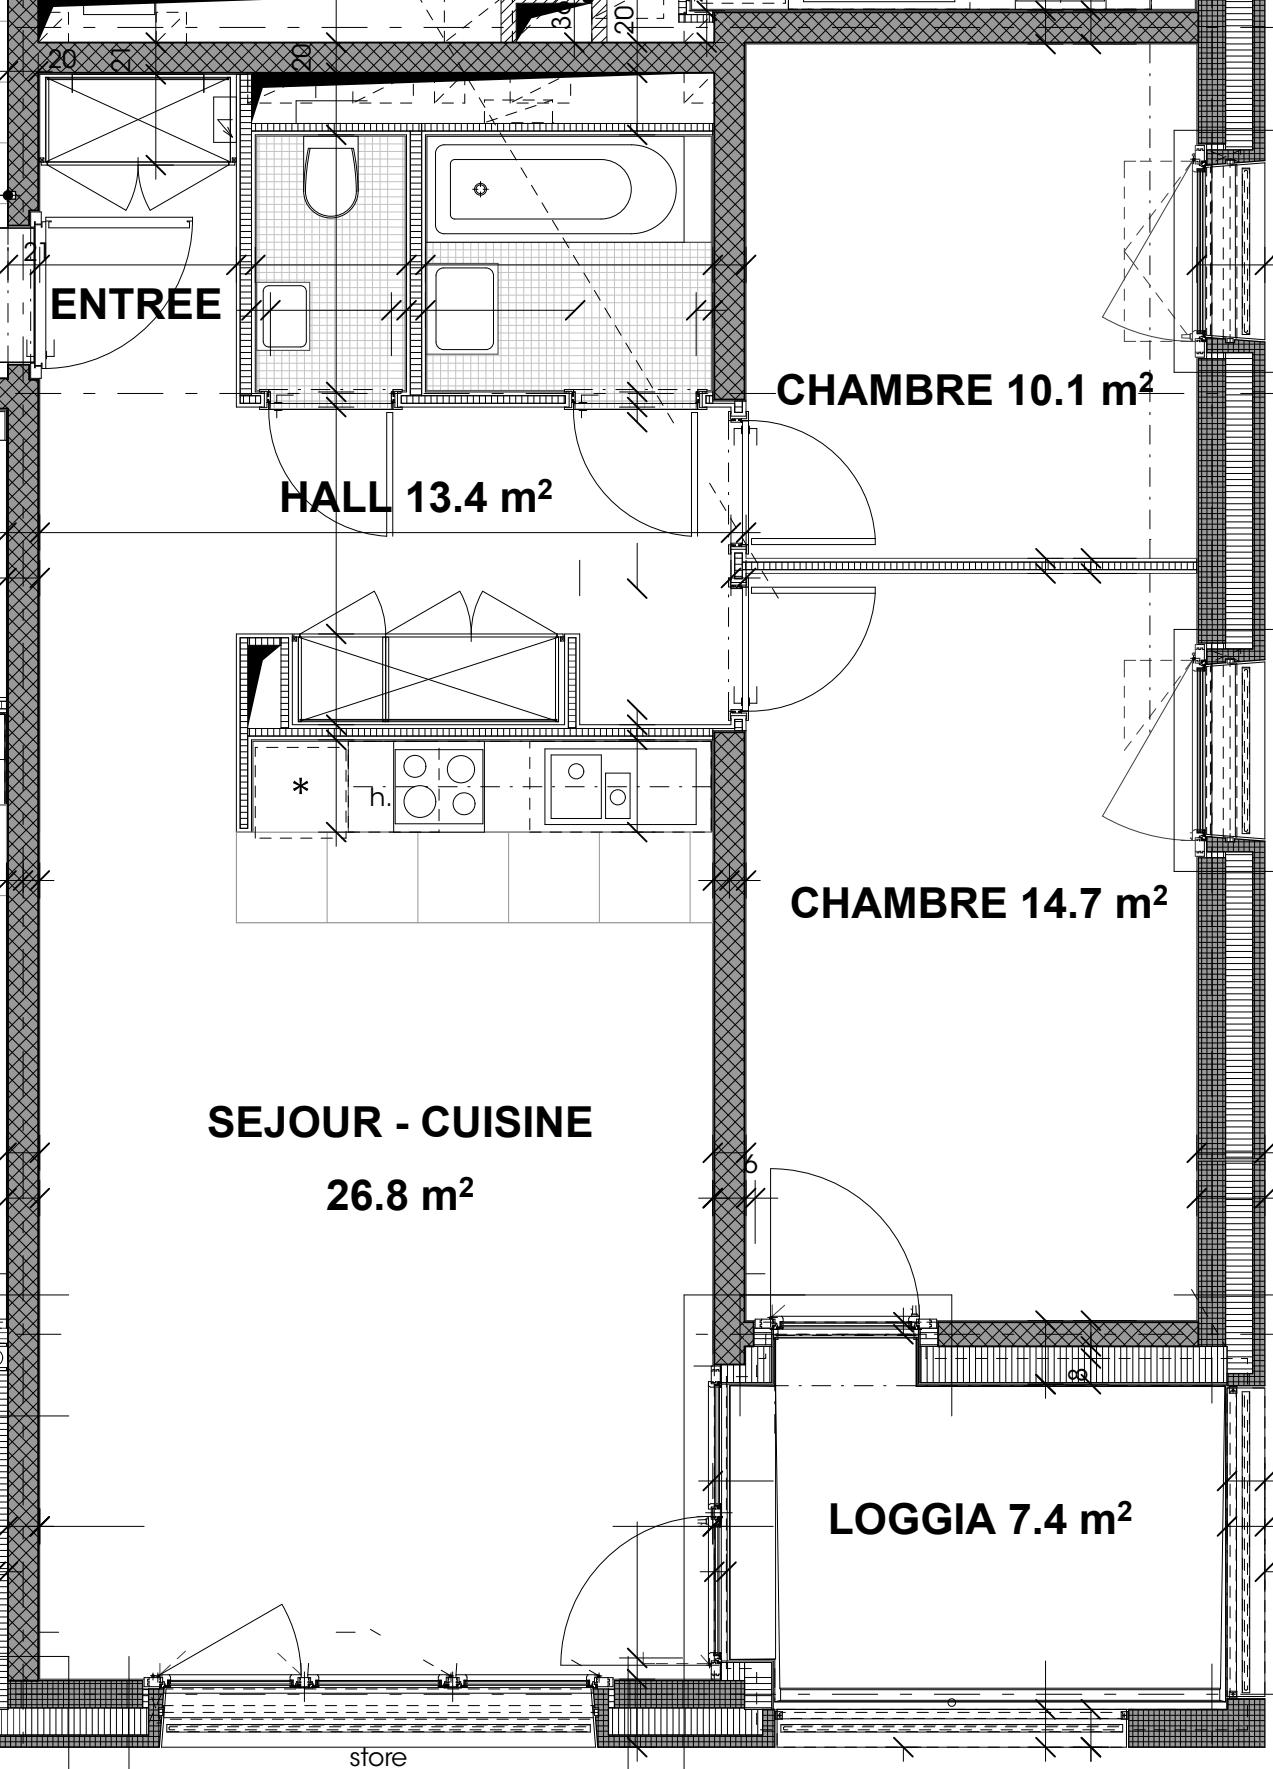 30
20
20
21
20
21
ENTREE
CHAMBRE 10.1 m²
HALL 13.4 m²
*
h.
CHAMBRE 14.7 m²
SEJOUR - CUISINE
26.8 m²
6
8
LOGGIA 7.4 m²
store